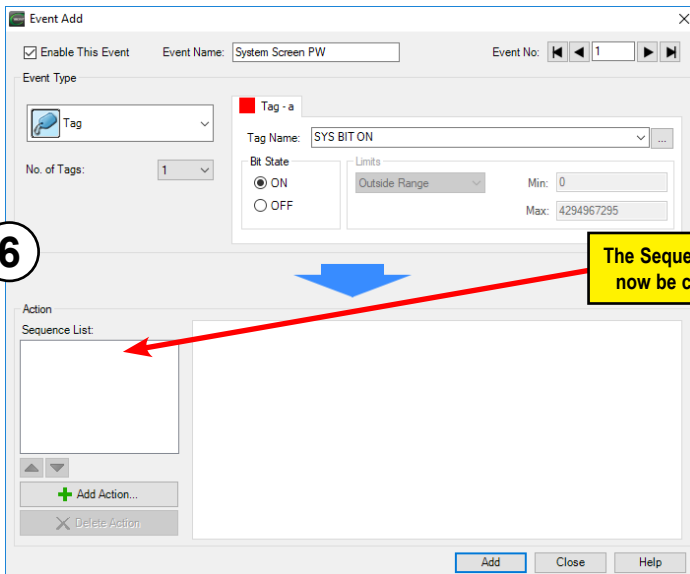 Event Add
Enable This Event Event Name: System Screen PW Event No: 1
Event Type
Tag
Tag - a
Tag Name: SYS BIT ON ...
No. of Tags: 1
Bit State
ON
OFF
Limits
Outside Range
Min: 0
Max: 4294967295
6
The Seque
now be c
Action
Sequence List:
Add Action...
Delete Action
Add Close Help